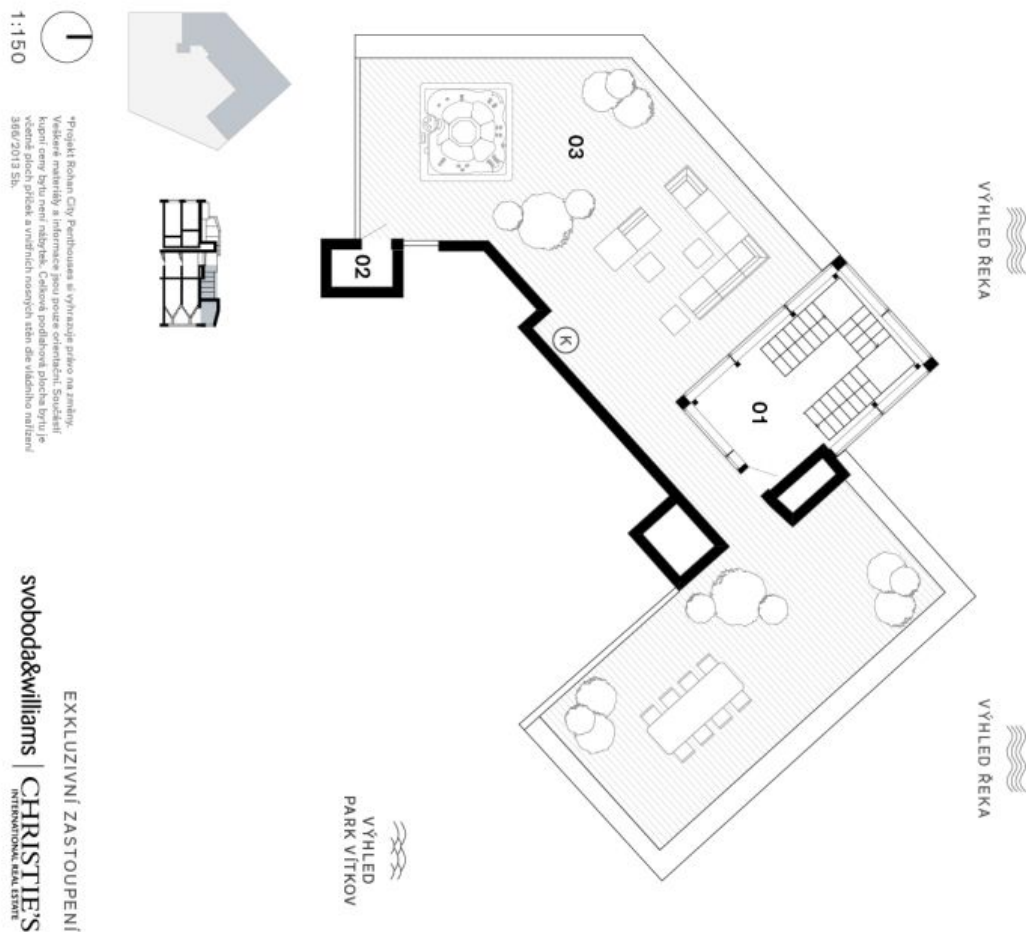 1:150
*Projekt Rohan City Penthouses si vyhrazuje právo na změny.
Veškeré materiály a informace jsou pouze orientační. Součástí
kupní ceny bytu není nábytek. Celková podlahová plocha bytu je
včetně ploch příček a vnitřních nosných stěn dle vládního nařízení
366/2013 Sb.
EXKLUZIVNÍ ZASTOUPENÍ
svoboda&williams | CHRISTIE'S
INTERNATIONAL REAL ESTATE
03
02
K
01
VÝHLED ŘEKA
VÝHLED ŘEKA
VÝHLED
PARK VÍTKOV